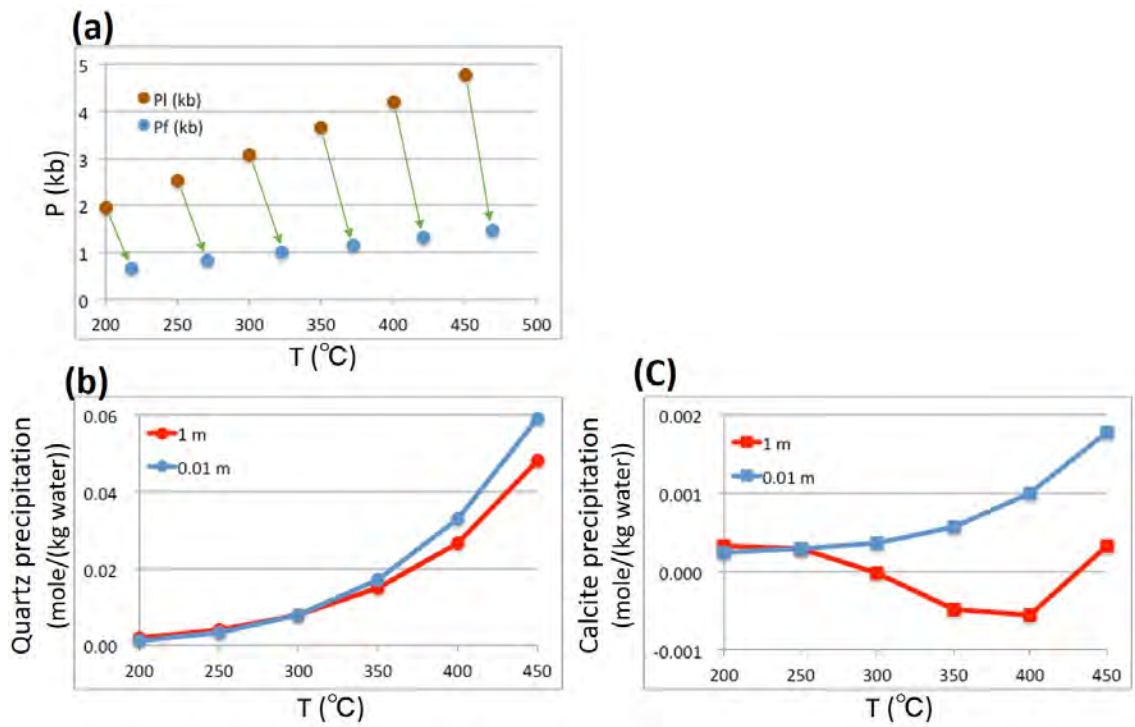 (a)
5
4
3
2
1
0
P (kb)
Pl (kb)
Pf (kb)
200 250 300 350 400 450 500
T (°C)
(b)
0.06
0.04
0.02
0.00
Quartz precipitation
(mole/(kg water))
1 m
0.01 m
200 250 300 350 400 450
T (°C)
(C)
0.002
0.001
0.000
-0.001
Calcite precipitation
(mole/(kg water))
1 m
0.01 m
200 250 300 350 400 450
T (°C)